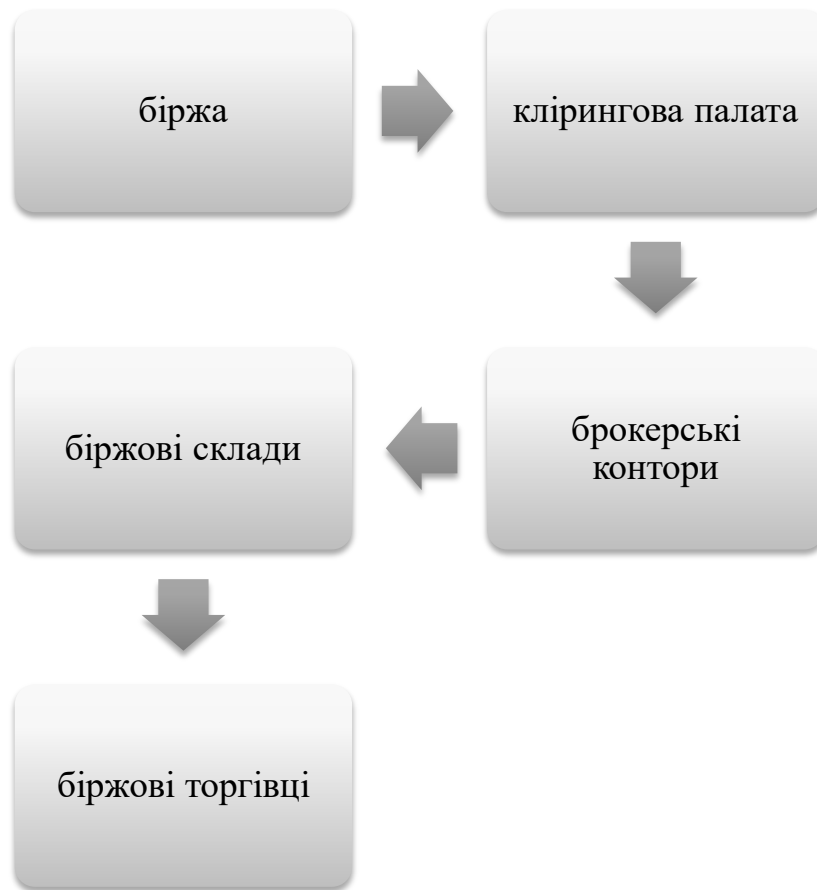 біржа
клірингова палата
брокерські
контори
біржові склади
біржові торгівці